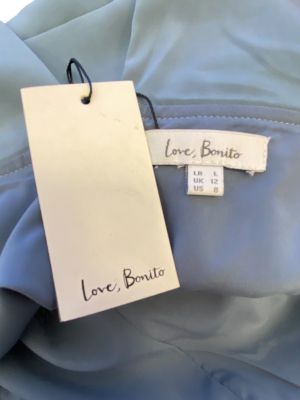 Love, Bonito
LB L
UK 12
US 8
Love, Bonito